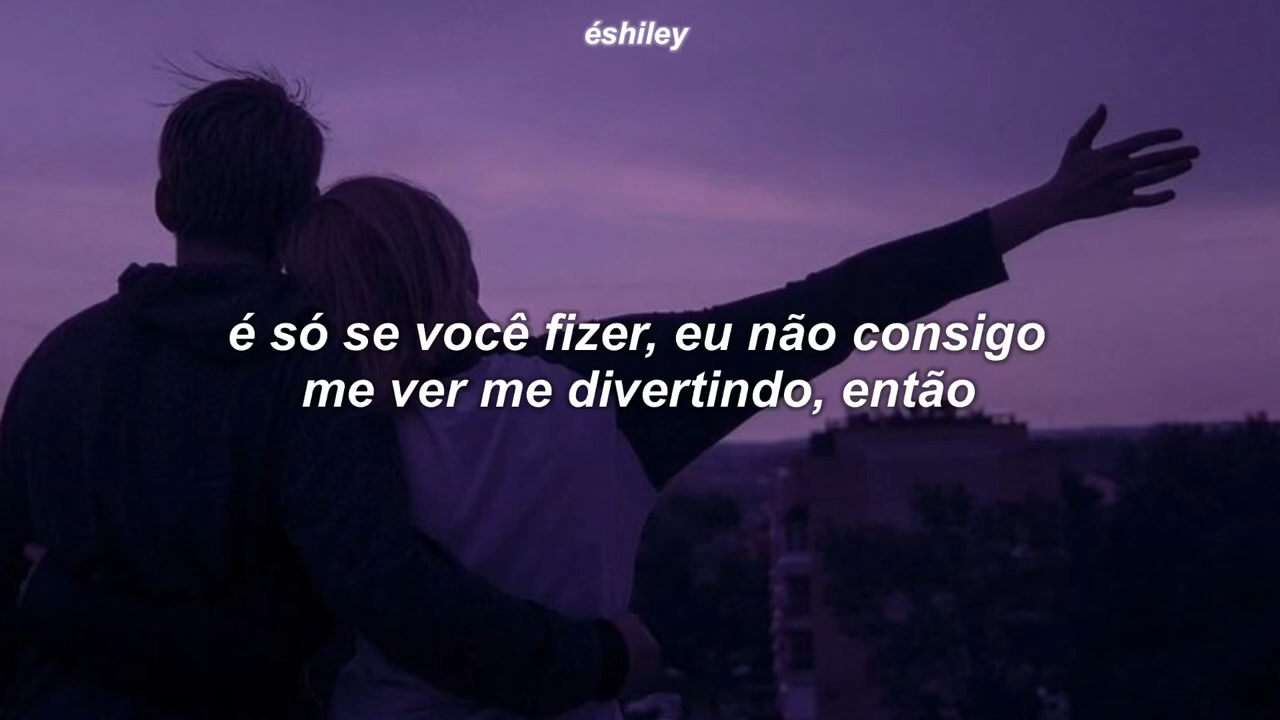 éshiley
é só se você fizer, eu não consigo
me ver me divertindo, então